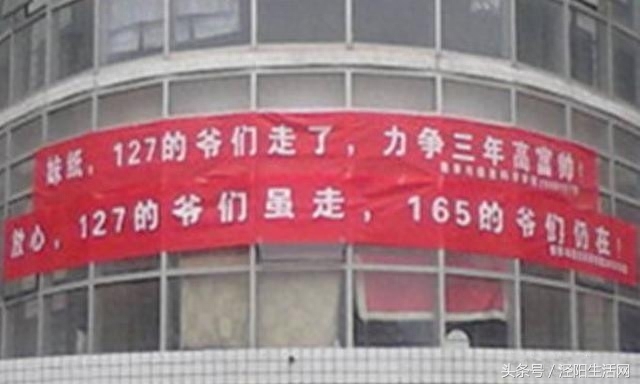 妹纸，127的爷们走了，力争三年高富帅！
放心，127的爷们虽走，165的爷们仍在！
头条号／泾阳生活网